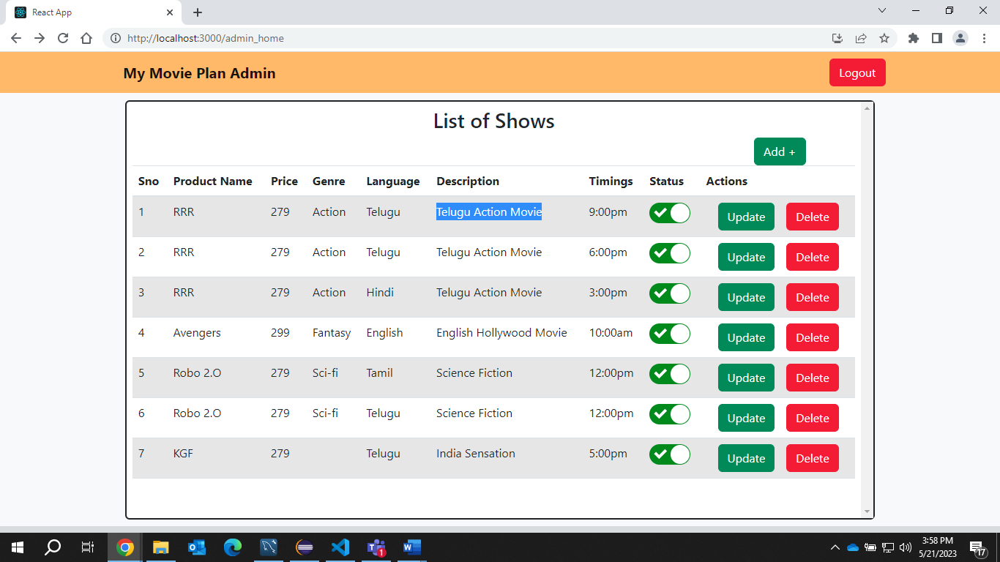 React App
http://localhost:3000/admin_home
My Movie Plan Admin Logout
List of Shows
Add +
Sno Product Name Price Genre Language Description Timings Status Actions
1 RRR 279 Action Telugu Telugu Action Movie 9:00pm Update Delete
2 RRR 279 Action Telugu Telugu Action Movie 6:00pm Update Delete
3 RRR 279 Action Hindi Telugu Action Movie 3:00pm Update Delete
4 Avengers 299 Fantasy English English Hollywood Movie 10:00am Update Delete
5 Robo 2.O 279 Sci-fi Tamil Science Fiction 12:00pm Update Delete
6 Robo 2.O 279 Sci-fi Telugu Science Fiction 12:00pm Update Delete
7 KGF 279 Telugu India Sensation 5:00pm Update Delete
3:58 PM
5/21/2023
1
17